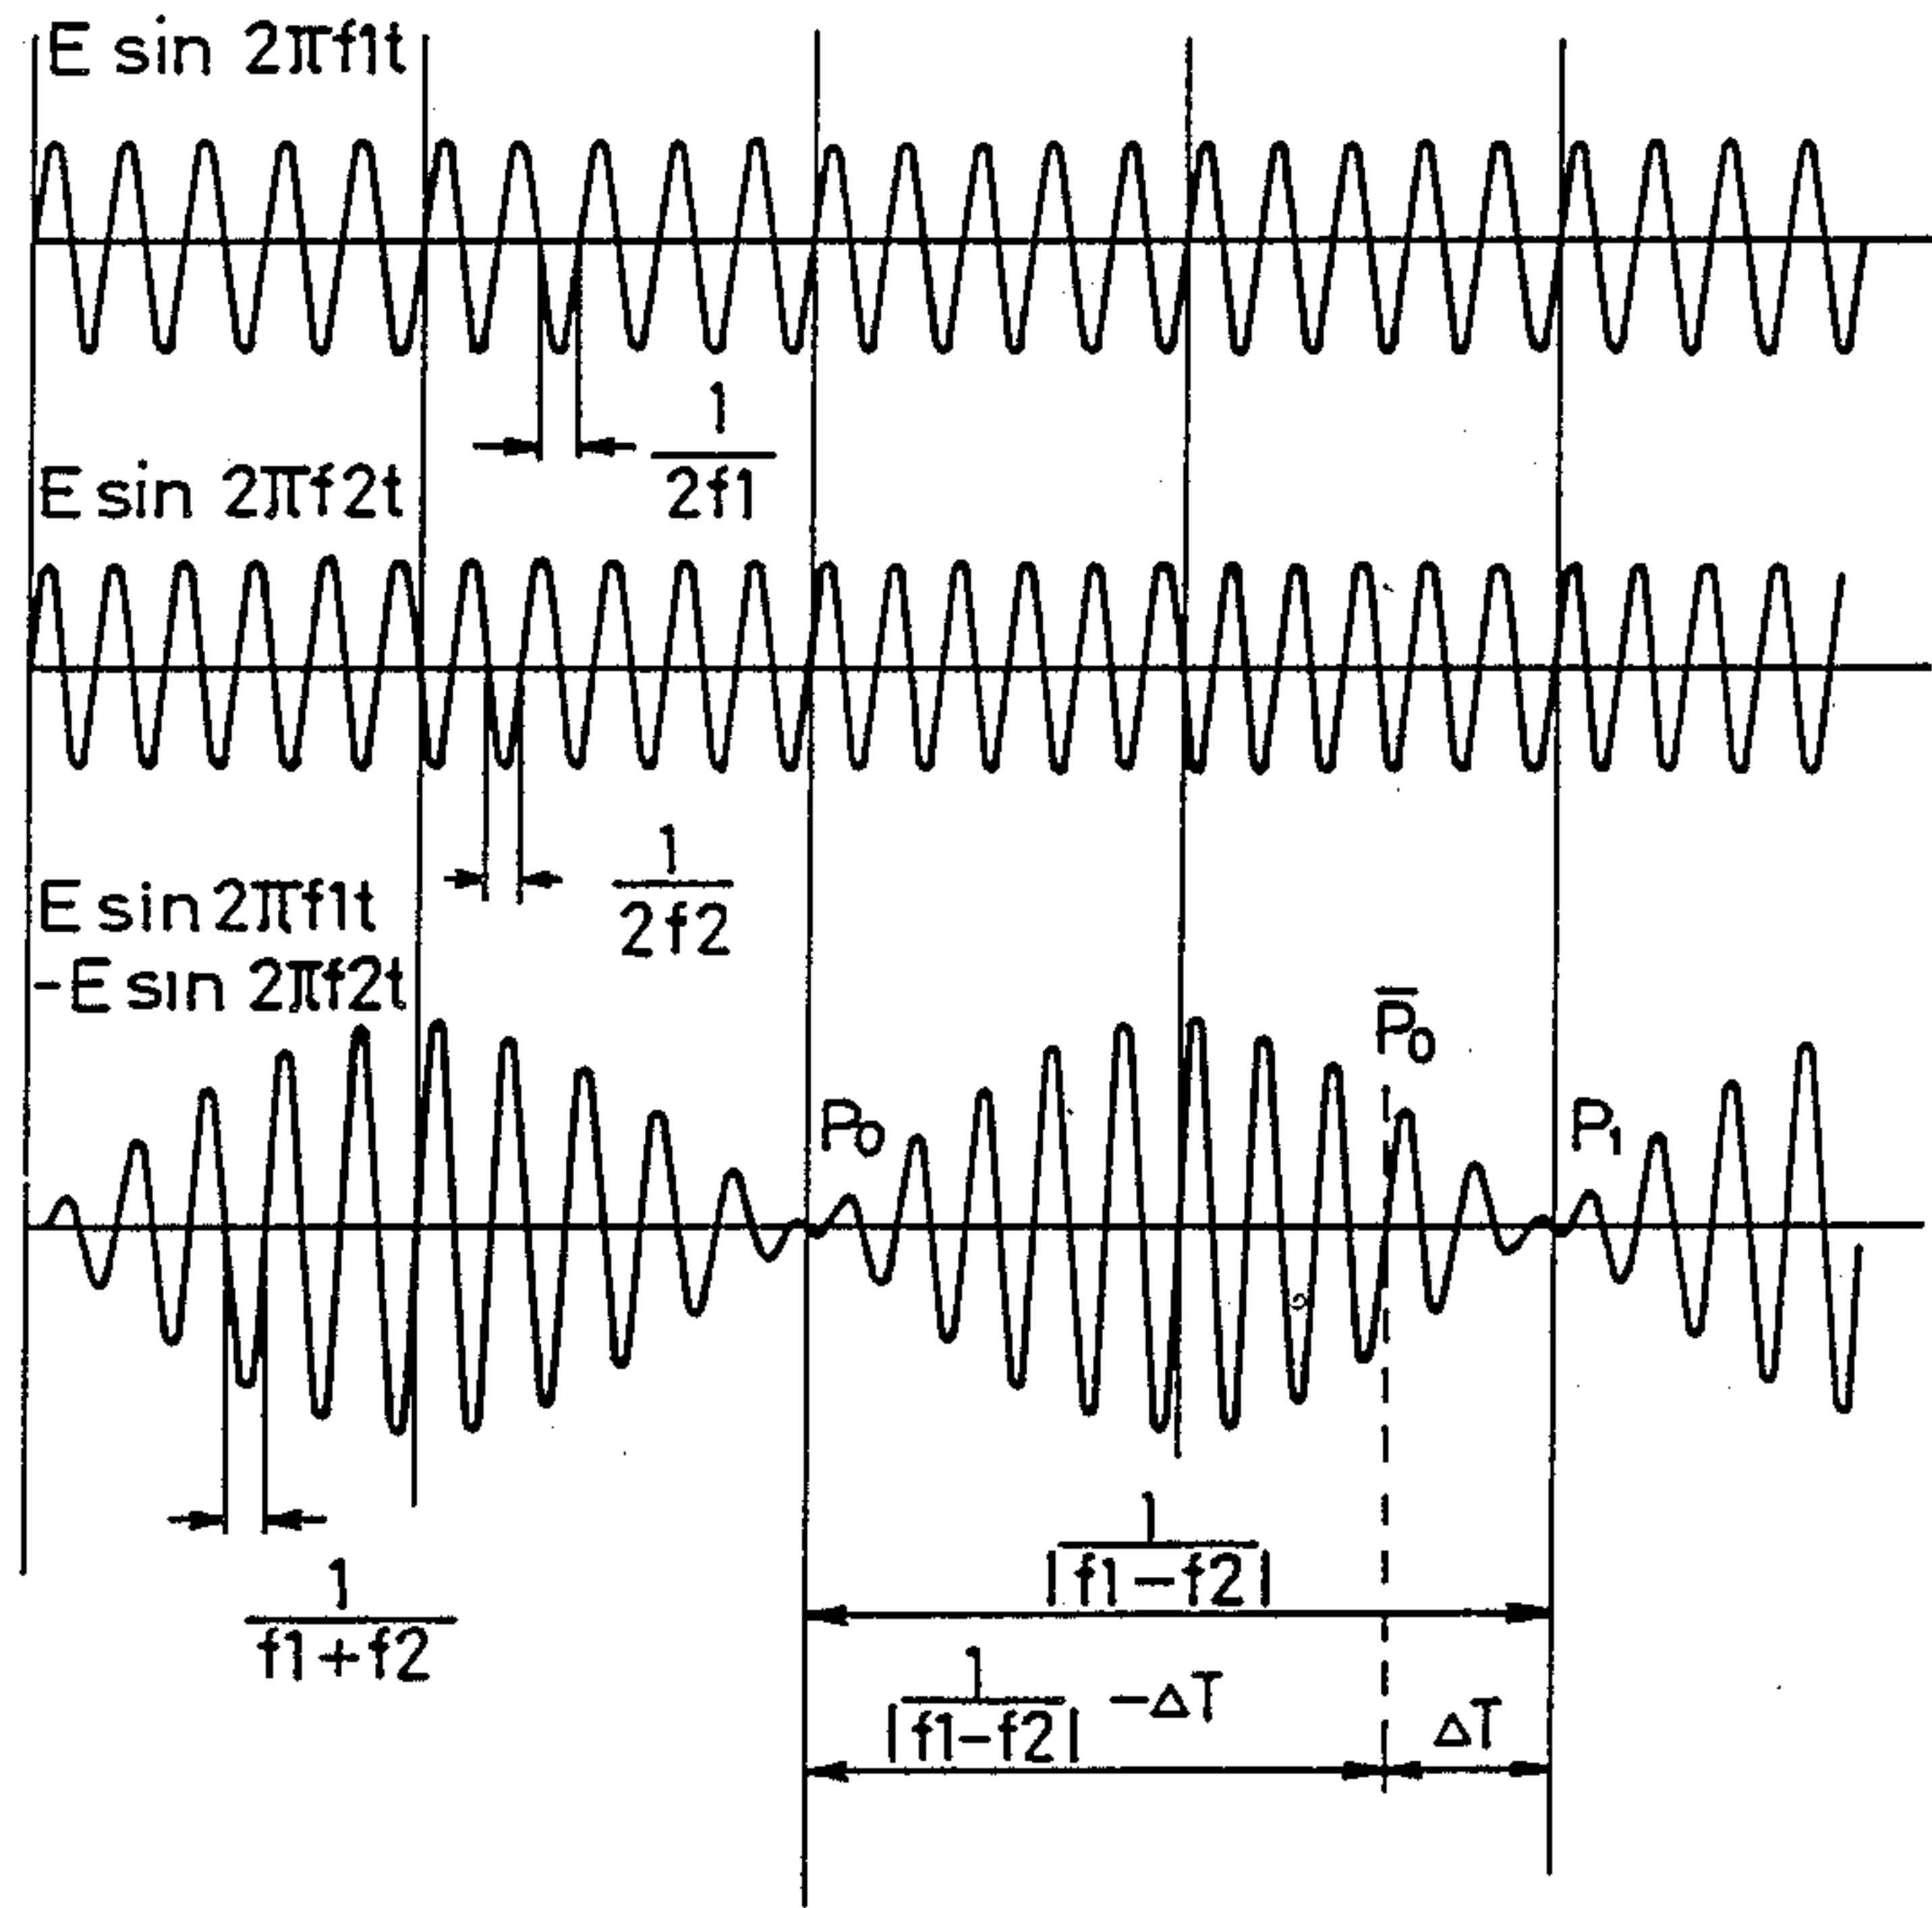 E sin 2πf1t
1
2f1
E sin 2πf2t
1
2f2
E sin 2πf1t
-E sin 2πf2t
P̅0
P0
P1
1
f1+f2
1
|f1-f2|
1
|f1-f2|
-ΔT
ΔT